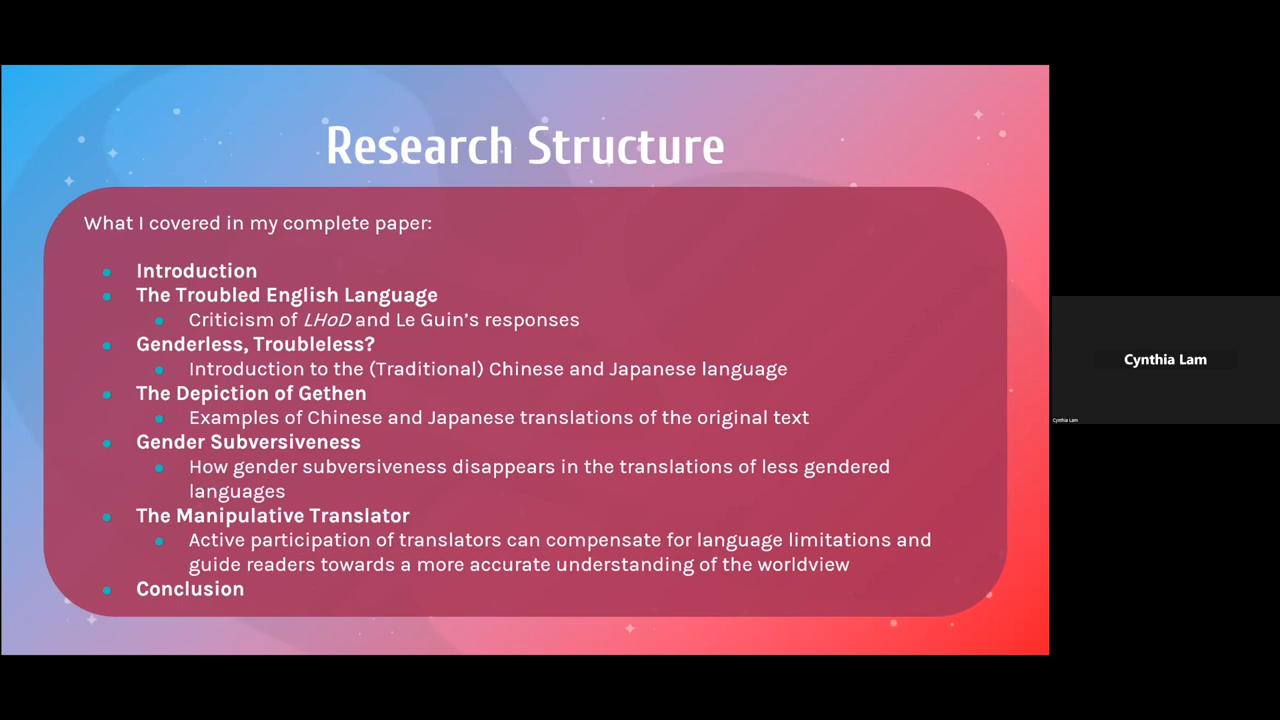 Research Structure
What I covered in my complete paper:
Introduction
The Troubled English Language
Criticism of LHoD and Le Guin's responses
Genderless, Troubleless?
Introduction to the (Traditional) Chinese and Japanese language
The Depiction of Gethen
Examples of Chinese and Japanese translations of the original text
Gender Subversiveness
How gender subversiveness disappears in the translations of less gendered
languages
The Manipulative Translator
Active participation of translators can compensate for language limitations and
guide readers towards a more accurate understanding of the worldview
Conclusion
Cynthia Lam
Cynthia Lam